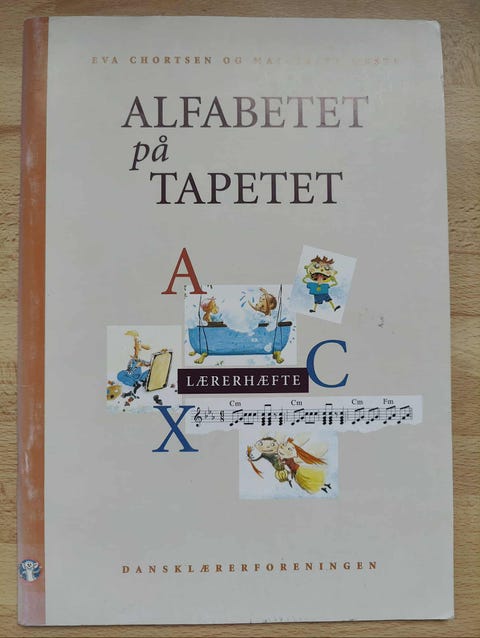 EVA CHORTSEN OG
ALFABETET
på
TAPETET
A
C
LÆRERHÆFTE
Cm Cm Cm Fm
X
DANSKLÆRERFORENINGEN